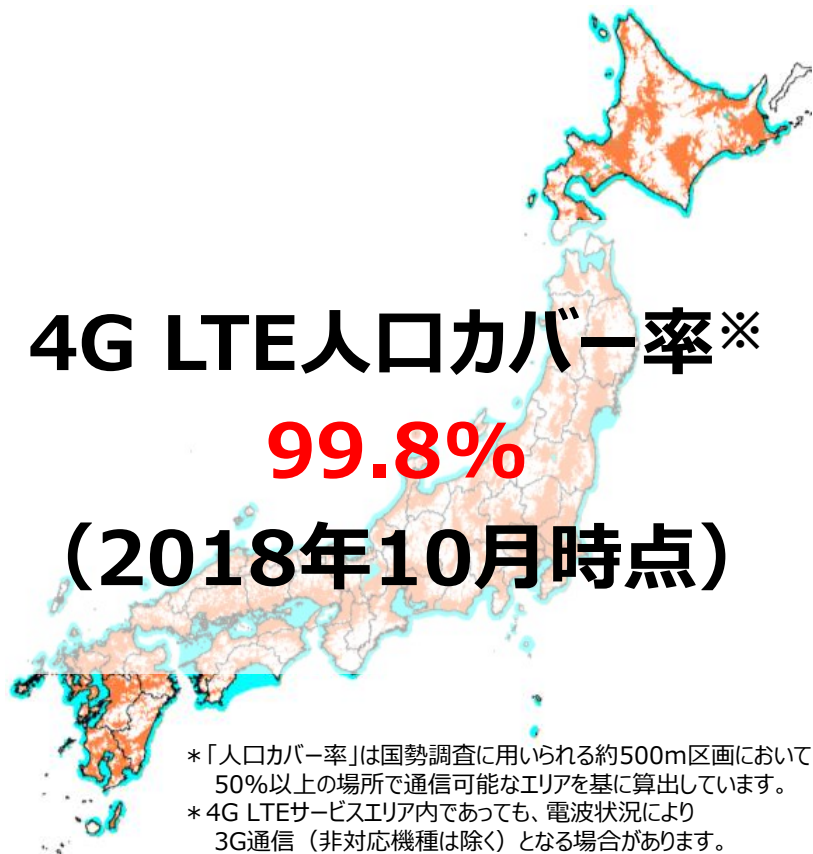 4G LTE人口カバー率※
99.8%
（2018年10月時点）
＊「人口カバー率」は国勢調査に用いられる約500m区画において
50%以上の場所で通信可能なエリアを基に算出しています。
＊4G LTEサービスエリア内であっても、電波状況により
3G通信（非対応機種は除く）となる場合があります。